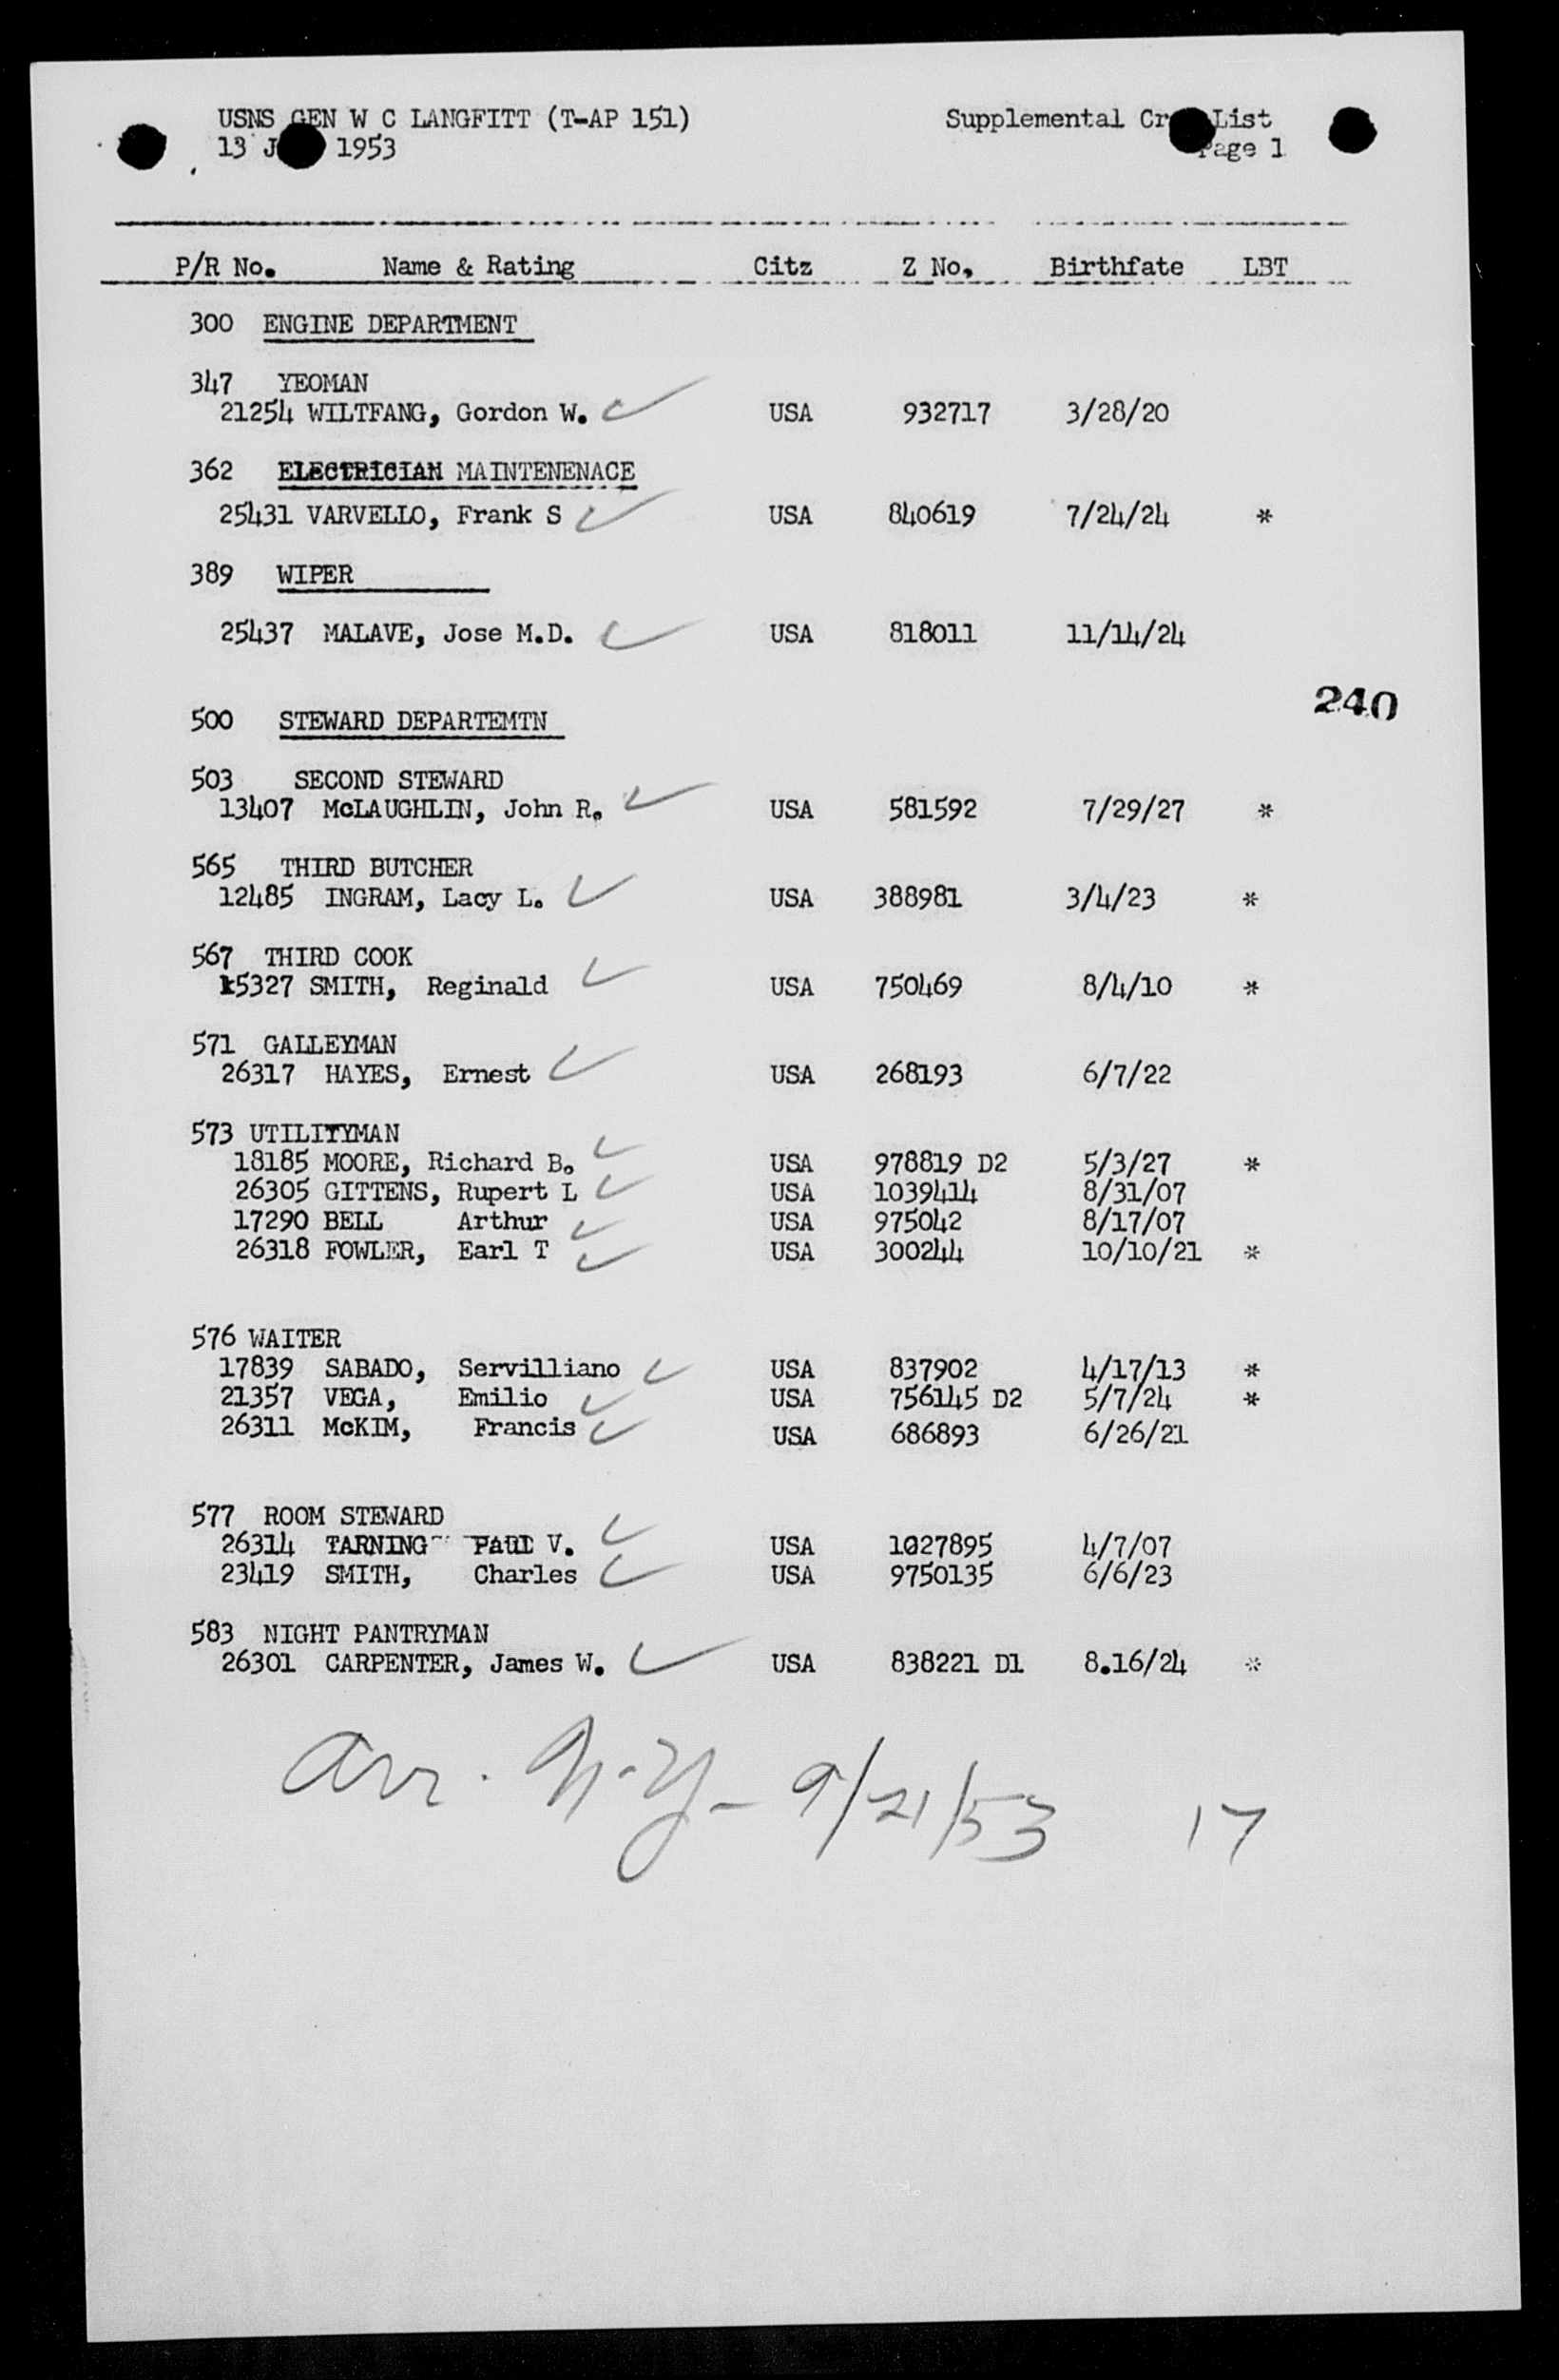 USNS GEN W C LANGFITT (T-AP 151) Supplemental Cr List
13 J 1953 Page 1
P/R No. Name & Rating Citz Z No. Birthfate LBT
300 ENGINE DEPARTMENT
347 YEOMAN
21254 WILTFANG, Gordon W. USA 932717 3/28/20
362 ELECTRICIAN MAINTENENACE
25431 VARVELLO, Frank S USA 840619 7/24/24 *
389 WIPER
25437 MALAVE, Jose M.D. USA 818011 11/14/24
240
500 STEWARD DEPARTEMTN
503 SECOND STEWARD
13407 McLAUGHLIN, John R. USA 581592 7/29/27 *
565 THIRD BUTCHER
12485 INGRAM, Lacy L. USA 388981 3/4/23 *
567 THIRD COOK
15327 SMITH, Reginald USA 750469 8/4/10 *
571 GALLEYMAN
26317 HAYES, Ernest USA 268193 6/7/22
573 UTILITYMAN
18185 MOORE, Richard B. USA 978819 D2 5/3/27 *
26305 GITTENS, Rupert L USA 1039414 8/31/07
17290 BELL Arthur USA 975042 8/17/07
26318 FOWLER, Earl T USA 300244 10/10/21 *
576 WAITER
17839 SABADO, Servilliano USA 837902 4/17/13 *
21357 VEGA, Emilio USA 756145 D2 5/7/24 *
26311 McKIM, Francis USA 686893 6/26/21
577 ROOM STEWARD
26314 TARNING Paul V. USA 1027895 4/7/07
23419 SMITH, Charles USA 9750135 6/6/23
583 NIGHT PANTRYMAN
26301 CARPENTER, James W. USA 838221 D1 8.16/24 *
Arr. N.Y- 9/21/53 17